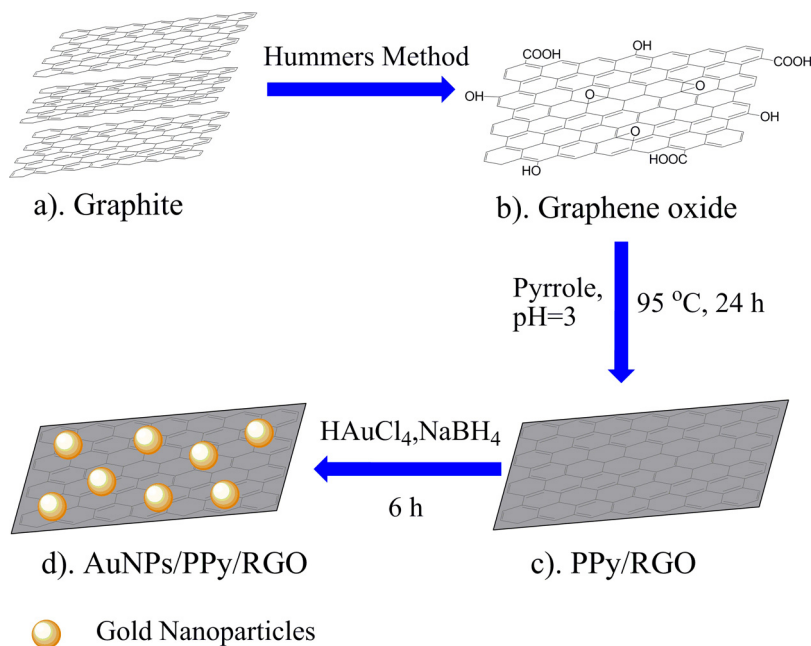 Hummers Method
COOH
OH
COOH
O
O
OH
OH
O
HOOC
HO
a). Graphite
b). Graphene oxide
Pyrrole,
pH=3
95 °C, 24 h
HAuCl₄,NaBH₄
6 h
d). AuNPs/PPy/RGO
c). PPy/RGO
Gold Nanoparticles